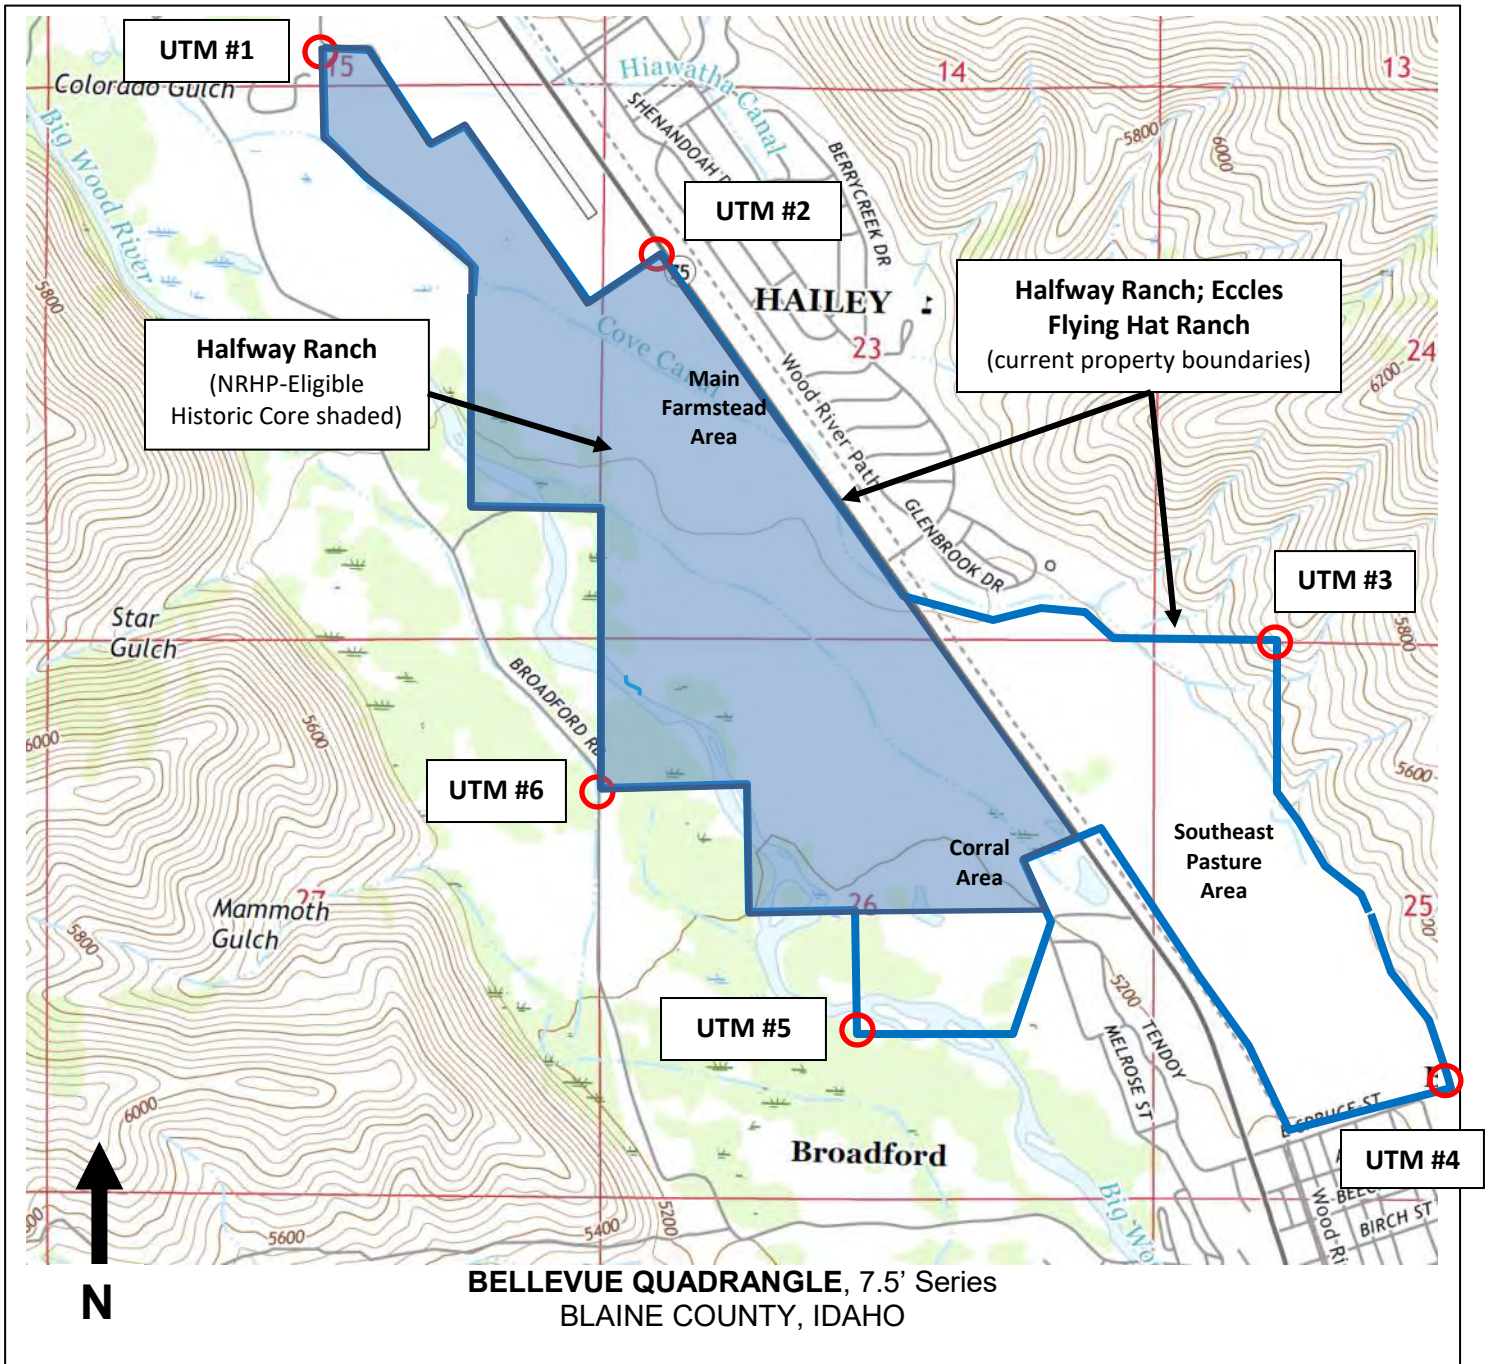 UTM #1
15
14
13
Colorado Gulch
Hiawatha Canal
Big Wood River
SHENANDOAH D
BERRYCREEK DR
5800
6000
UTM #2
75
HAILEY
Halfway Ranch; Eccles
Flying Hat Ranch
(current property boundaries)
5800
Halfway Ranch
(NRHP-Eligible
Historic Core shaded)
Cove Canal
23
24
6200
Main
Farmstead
Area
Wood River Path
GLENBROOK DR
UTM #3
Star
Gulch
5800
BROADFORD RD
5600
6000
UTM #6
5600
Southeast
Pasture
Area
Corral
Area
27
26
25
Mammoth
Gulch
5800
UTM #5
5200
TENDOY
MELROSE ST
6000
E SPRUCE ST
Broadford
UTM #4
BIRCH ST
Wood Ri
Big Wo
5600
5400
5200
N
BELLEVUE QUADRANGLE, 7.5’ Series
BLAINE COUNTY, IDAHO